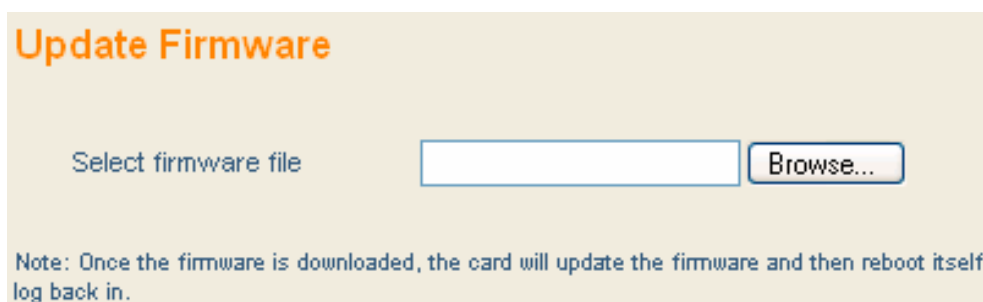 Update Firmware
Select firmware file
Browse...
Note: Once the firmware is downloaded, the card will update the firmware and then reboot itself
log back in.